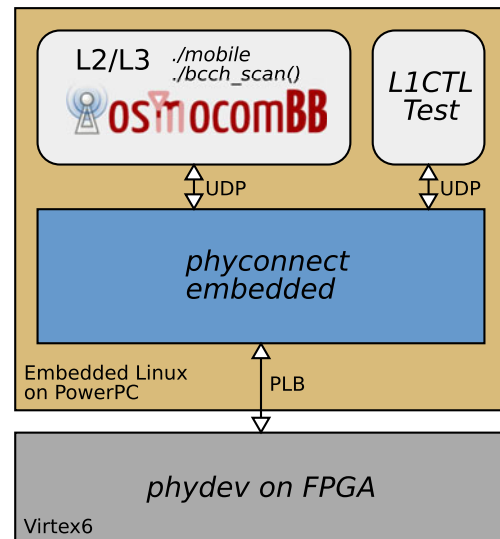 L2/L3
./mobile
./bcch_scan()
osmocomBB
L1CTL
Test
UDP
UDP
phyconnect
embedded
Embedded Linux
on PowerPC
PLB
phydev on FPGA
Virtex6